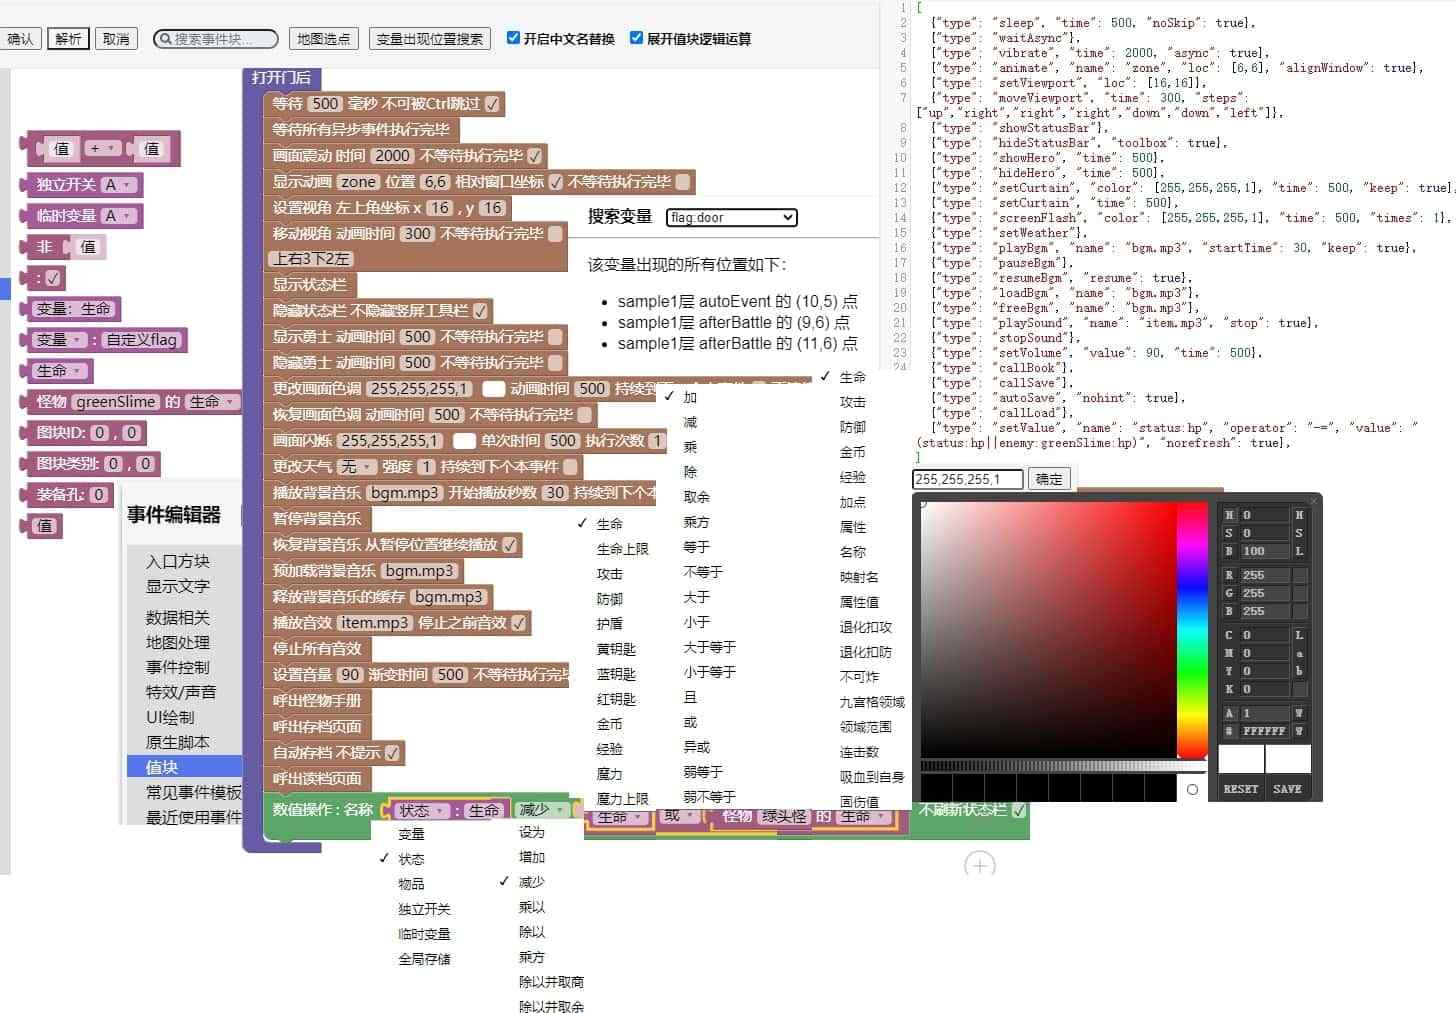 确认 解析 取消 搜索事件块... 地图选点 变量出现位置搜索 开启中文名替换 展开值块逻辑运算
值 + 值
独立开关 A
临时变量 A
非 值
:
变量：生命
变量 : 自定义flag
生命
怪物 greenSlime 的 生命
图块ID: 0 , 0
图块类别: 0 , 0
装备孔: 0
值
事件编辑器
入口方块
显示文字
数据相关
地图处理
事件控制
特效/声音
UI绘制
原生脚本
值块
常见事件模板
最近使用事件
打开门后
等待 500 毫秒 不可被Ctrl跳过
等待所有异步事件执行完毕
画面震动 时间 2000 不等待执行完毕
显示动画 zone 位置 6,6 相对窗口坐标 不等待执行完毕
设置视角 左上角坐标 x 16 , y 16
移动视角 动画时间 300 不等待执行完毕
上右3下2左
显示状态栏
隐藏状态栏 不隐藏竖屏工具栏
显示勇士 动画时间 500 不等待执行完毕
隐藏勇士 动画时间 500 不等待执行完毕
更改画面色调 255,255,255,1 动画时间 500 持续到
恢复画面色调 动画时间 500 不等待执行完毕
画面闪烁 255,255,255,1 单次时间 500 执行次数 1
更改天气 无 强度 1 持续到下个本事件
播放背景音乐 bgm.mp3 开始播放秒数 30 持续到下个本
暂停背景音乐
恢复背景音乐 从暂停位置继续播放
预加载背景音乐 bgm.mp3
释放背景音乐的缓存 bgm.mp3
播放音效 item.mp3 停止之前音效
停止所有音效
设置音量 90 渐变时间 500 不等待执行完毕
呼出怪物手册
呼出存档页面
自动存档 不提示
呼出读档页面
数值操作 : 名称 状态 : 生命 减少 生命 或 怪物 绿头怪 的 生命 不刷新状态栏
变量
状态
物品
独立开关
临时变量
全局存储
设为
增加
减少
乘以
除以
乘方
除以并取商
除以并取余
搜索变量 flag:door
该变量出现的所有位置如下：
sample1层 autoEvent 的 (10,5) 点
sample1层 afterBattle 的 (9,6) 点
sample1层 afterBattle 的 (11,6) 点
生命
生命上限
攻击
防御
护盾
黄钥匙
蓝钥匙
红钥匙
金币
经验
魔力
魔力上限
加
减
乘
除
取余
乘方
等于
不等于
大于
小于
大于等于
小于等于
且
或
异或
弱等于
弱不等于
生命
攻击
防御
金币
经验
加点
属性
名称
映射名
属性值
退化扣攻
退化扣防
不可炸
九宫格领域
领域范围
连击数
吸血到自身
固伤值
1 [
2 {"type": "sleep", "time": 500, "noSkip": true},
3 {"type": "waitAsync"},
4 {"type": "vibrate", "time": 2000, "async": true},
5 {"type": "animate", "name": "zone", "loc": [6,6], "alignWindow": true},
6 {"type": "setViewport", "loc": [16,16]},
7 {"type": "moveViewport", "time": 300, "steps":
["up","right","right","right","down","down","left"]},
8 {"type": "showStatusBar"},
9 {"type": "hideStatusBar", "toolbox": true},
10 {"type": "showHero", "time": 500},
11 {"type": "hideHero", "time": 500},
12 {"type": "setCurtain", "color": [255,255,255,1], "time": 500, "keep": true}
13 {"type": "setCurtain", "time": 500},
14 {"type": "screenFlash", "color": [255,255,255,1], "time": 500, "times": 1},
15 {"type": "setWeather"},
16 {"type": "playBgm", "name": "bgm.mp3", "startTime": 30, "keep": true},
17 {"type": "pauseBgm"},
18 {"type": "resumeBgm", "resume": true},
19 {"type": "loadBgm", "name": "bgm.mp3"},
20 {"type": "freeBgm", "name": "bgm.mp3"},
21 {"type": "playSound", "name": "item.mp3", "stop": true},
22 {"type": "stopSound"},
23 {"type": "setVolume", "value": 90, "time": 500},
24 {"type": "callBook"},
{"type": "callSave"},
{"type": "autoSave", "nohint": true},
{"type": "callLoad"},
{"type": "setValue", "name": "status:hp", "operator": "-=", "value": "
(status:hp||enemy:greenSlime:hp)", "norefresh": true},
]
255,255,255,1 确定
H 0 H
S 0 S
B 100 L
R 255
G 255
B 255
C 0 L
M 0 a
Y 0 b
K 0
A 1 W
# FFFFFF W
RESET SAVE